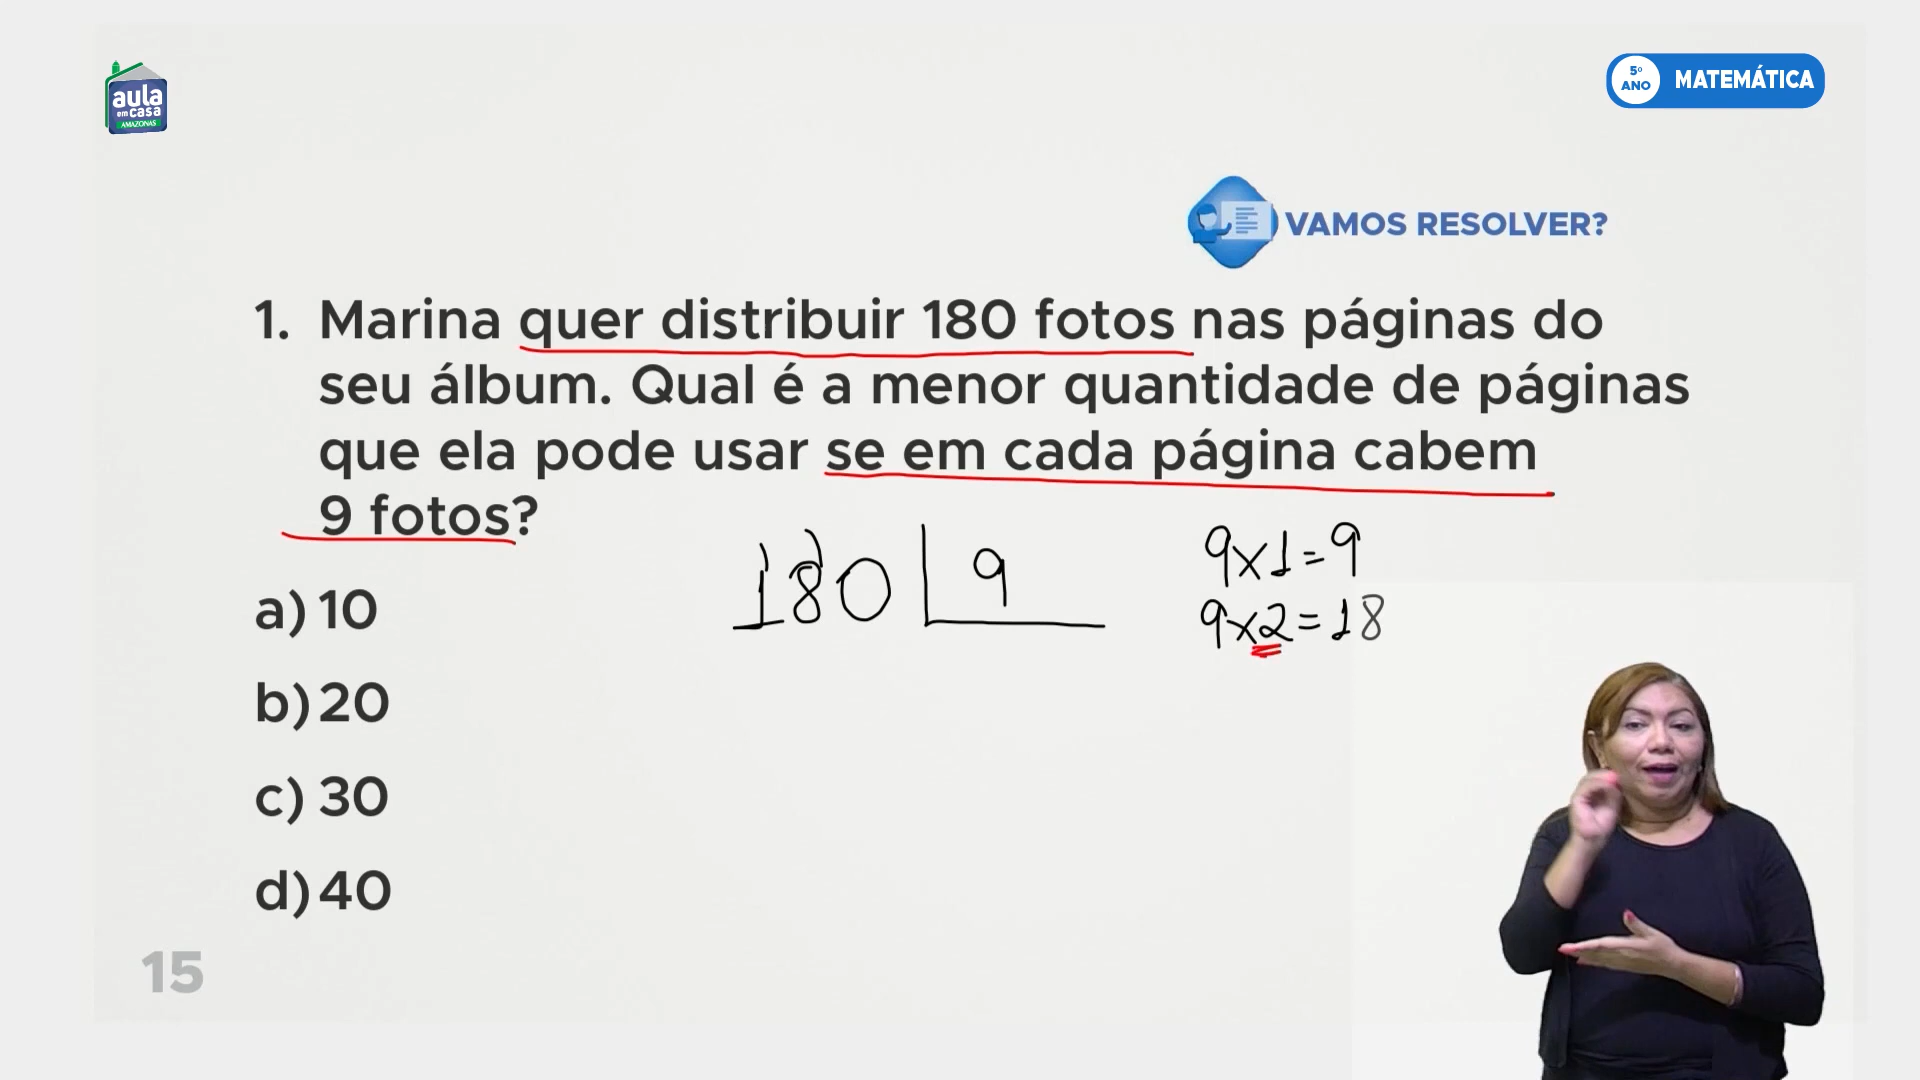 aula
em casa
AMAZONAS
5º
ANO
MATEMÁTICA
VAMOS RESOLVER?
1. Marina quer distribuir 180 fotos nas páginas do
seu álbum. Qual é a menor quantidade de páginas
que ela pode usar se em cada página cabem
9 fotos?
180 9
9x1=9
9x2=18
a) 10
b) 20
c) 30
d) 40
15